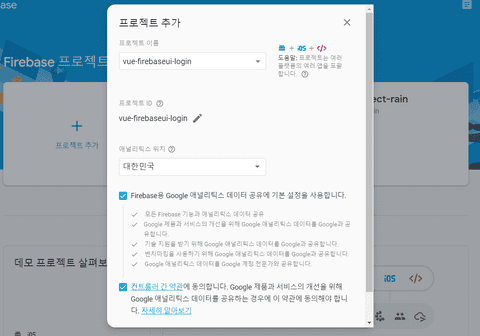 ase
Firebase 프로젝트
프로젝트 추가
데모 프로젝트 살펴보
프로젝트 추가
프로젝트 이름
vue-firebaseui-login
+ iOS + </>
도움말: 프로젝트는 여러
플랫폼의 여러 앱을 포괄
합니다.
프로젝트 ID
vue-firebaseui-login
애널리틱스 위치
대한민국
Firebase용 Google 애널리틱스 데이터 공유에 기본 설정을 사용합니다.
모든 Firebase 기능과 애널리틱스 데이터 공유
Google 제품과 서비스의 개선을 위해 Google 애널리틱스 데이터를 Google과 공
유합니다.
기술 지원을 받기 위해 Google 애널리틱스 데이터를 Google과 공유합니다.
벤치마킹을 사용하기 위해 Google 애널리틱스 데이터를 Google과 공유합니다.
Google 애널리틱스 데이터를 Google 계정 전문가와 공유합니다.
컨트롤러 간 약관에 동의합니다. Google 제품과 서비스의 개선을 위해
Google 애널리틱스 데이터를 공유하는 경우에 이 약관에 동의해야 합니
다. 자세히 알아보기
ect-rain
iOS </>